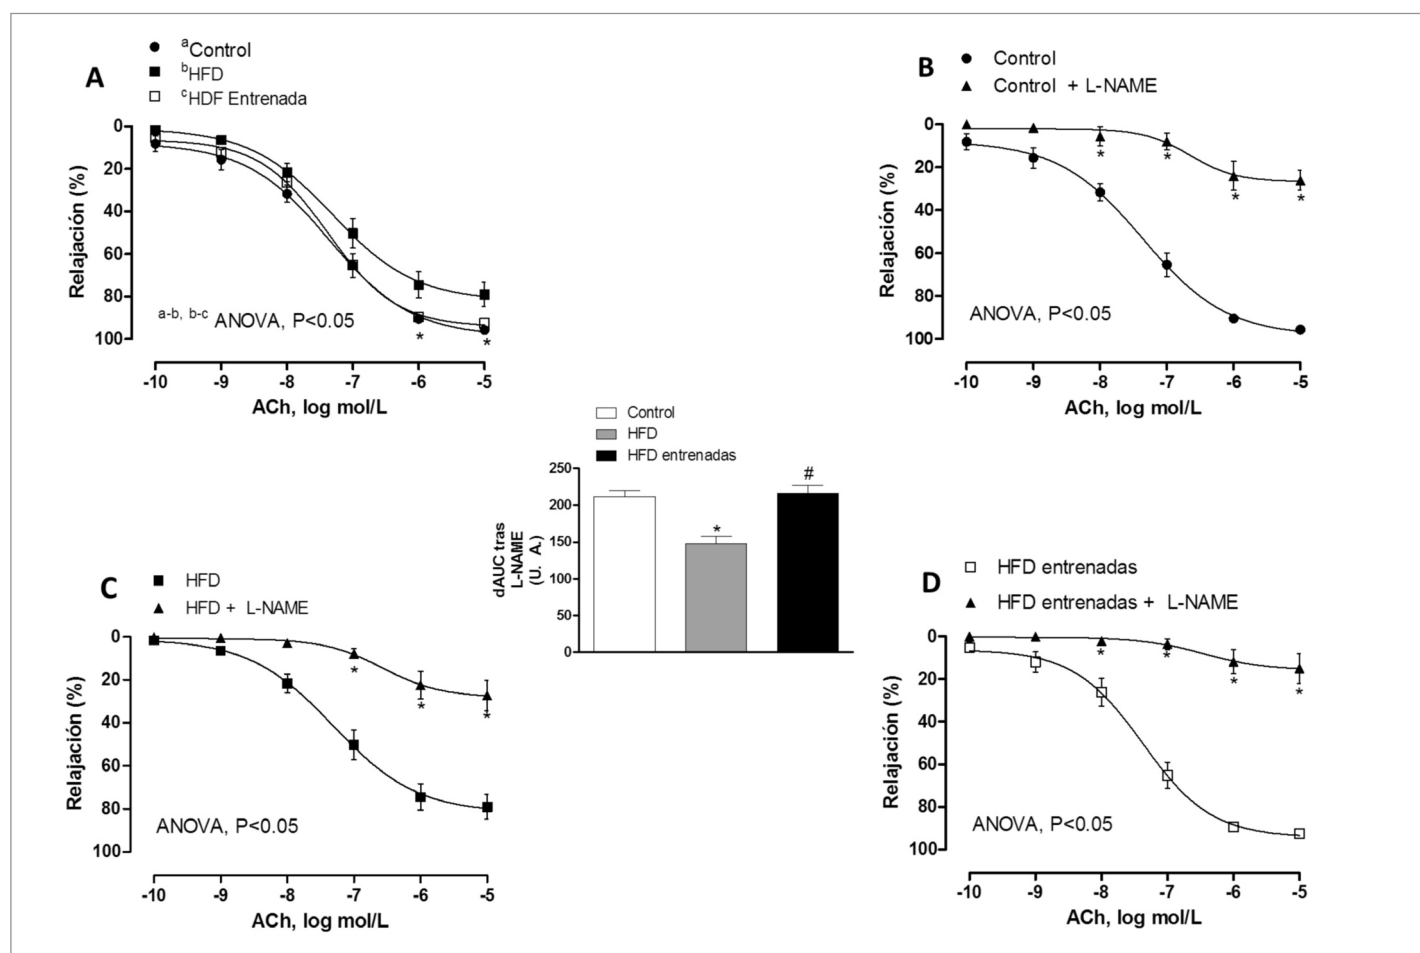 A
aControl
bHFD
cHDF Entrenada
Relajación (%)
0
20
40
60
80
100
a-b, b-c ANOVA, P<0.05
*
*
-10 -9 -8 -7 -6 -5
ACh, log mol/L
B
Control
Control + L-NAME
Relajación (%)
0
20
40
60
80
100
* * * *
ANOVA, P<0.05
-10 -9 -8 -7 -6 -5
ACh, log mol/L
Control
HFD
HFD entrenadas
dAUC tras
L-NAME
(U. A.)
250
200
150
100
50
0
*
#
C
HFD
HFD + L-NAME
Relajación (%)
0
20
40
60
80
100
* * *
ANOVA, P<0.05
-10 -9 -8 -7 -6 -5
ACh, log mol/L
D
HFD entrenadas
HFD entrenadas + L-NAME
Relajación (%)
0
20
40
60
80
100
* * * *
ANOVA, P<0.05
-10 -9 -8 -7 -6 -5
ACh, log mol/L